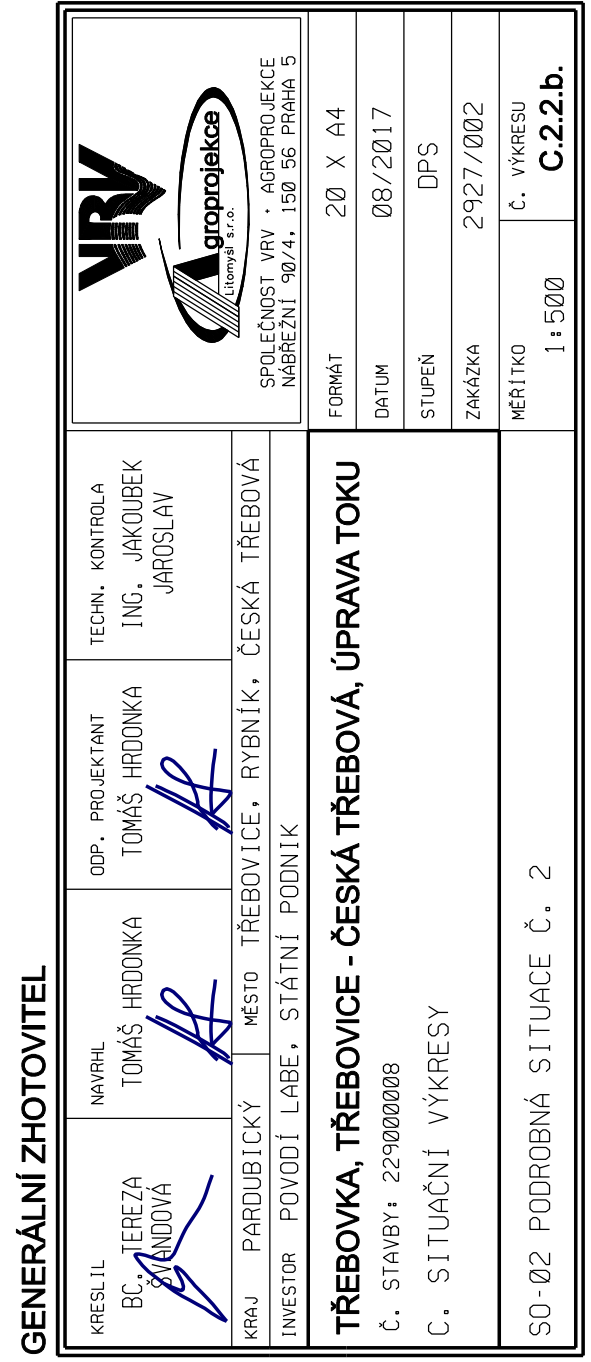 GENERÁLNÍ ZHOTOVITEL
KRESLIL
BC. TEREZA
ŠVANDOVÁ
NAVRHL
TOMÁŠ HRDONKA
ODP. PROJEKTANT
TOMÁŠ HRDONKA
TECHN. KONTROLA
ING. JAKOUBEK
JAROSLAV
KRAJ PARDUBICKÝ
MĚSTO TŘEBOVICE, RYBNÍK, ČESKÁ TŘEBOVÁ
INVESTOR POVODÍ LABE, STÁTNÍ PODNIK
VRV
Agroprojekce
Litomyšl s.r.o.
SPOLEČNOST VRV + AGROPROJEKCE
NÁBŘEŽNÍ 90/4, 150 56 PRAHA 5
TŘEBOVKA, TŘEBOVICE - ČESKÁ TŘEBOVÁ, ÚPRAVA TOKU
Č. STAVBY: 229000008
C. SITUAČNÍ VÝKRESY
FORMÁT 20 X A4
DATUM 08/2017
STUPEŇ DPS
ZAKÁZKA 2927/002
SO-02 PODROBNÁ SITUACE Č. 2
MĚŘÍTKO
1:500
Č. VÝKRESU
C.2.2.b.